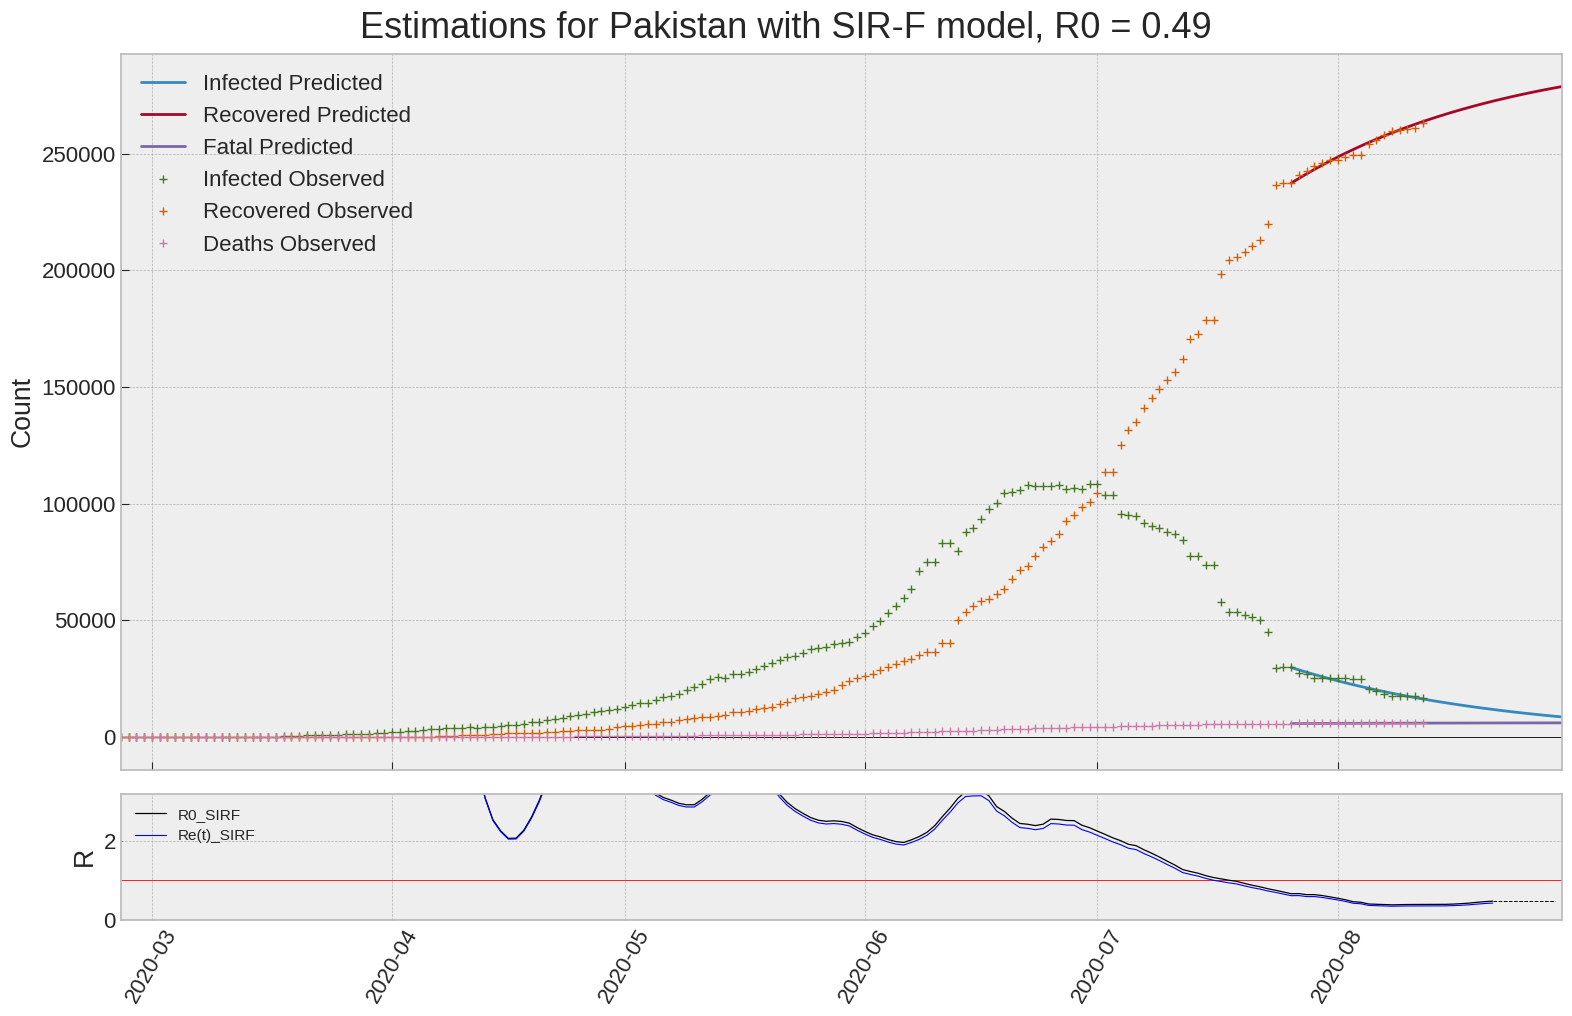 Estimations for Pakistan with SIR-F model, R0 = 0.49
Infected Predicted
Recovered Predicted
Fatal Predicted
Infected Observed
Recovered Observed
Deaths Observed
250000
200000
150000
100000
50000
0
Count
R0_SIRF
Re(t)_SIRF
2
0
R
2020-03
2020-04
2020-05
2020-06
2020-07
2020-08